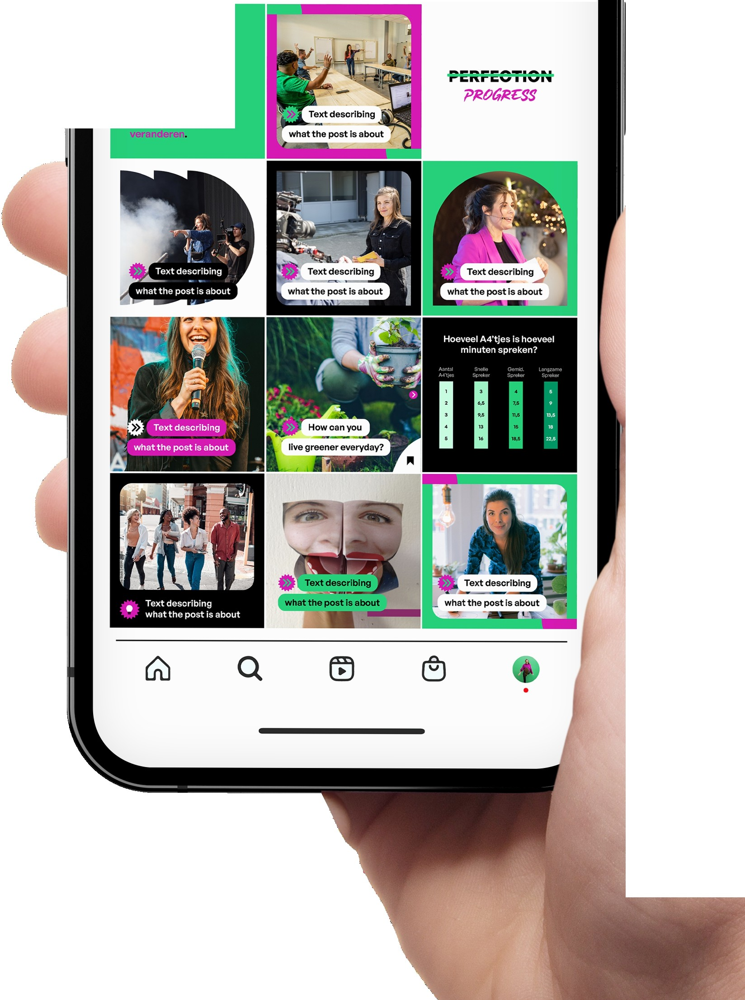 veranderen.
Text describing
what the post is about
PERFECTION
PROGRESS
Text describing
what the post is about
Text describing
what the post is about
Text describing
what the post is about
Text describing
what the post is about
How can you
live greener everyday?
Hoeveel A4'tjes is hoeveel
minuten spreken?
Aantal A4'tjes Snelle Spreker Gemid. Spreker Langzame Spreker
1 3 4 5
2 6,5 7,5 9
3 9,5 11,5 13,5
4 13 15 18
5 16 18,5 22,5
Text describing
what the post is about
Text describing
what the post is about
Text describing
what the post is about